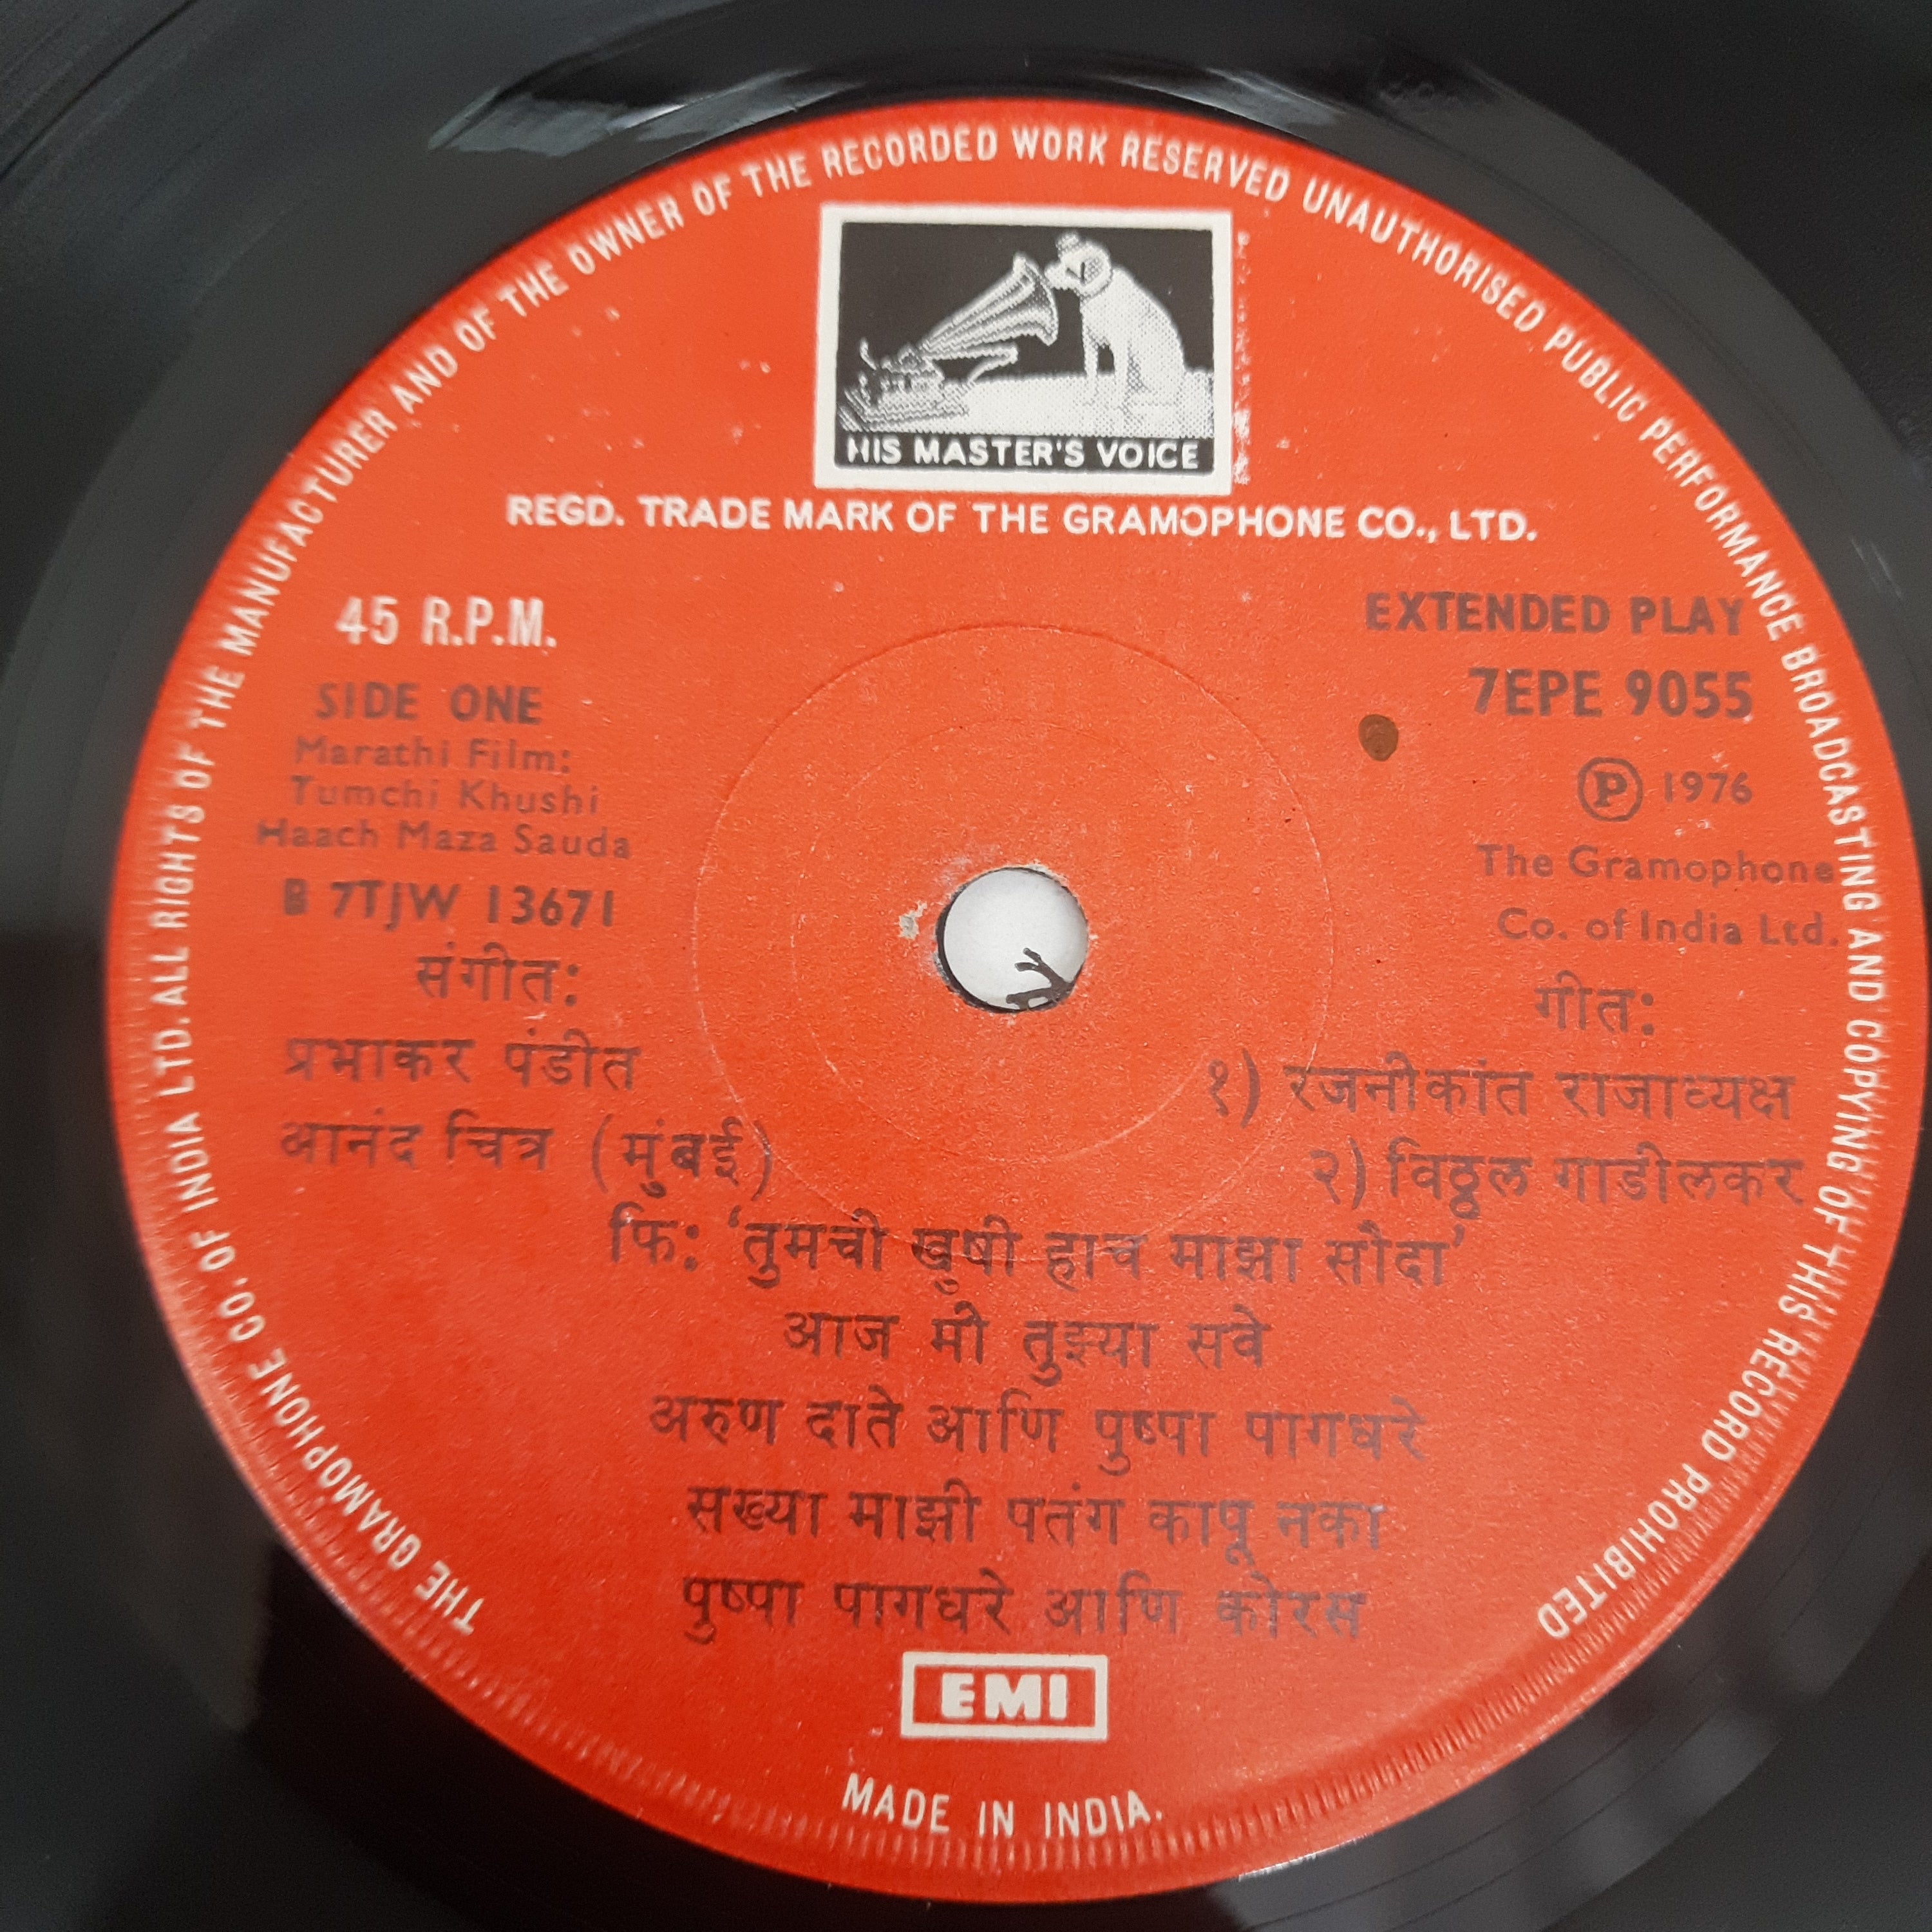 THE GRAMOPHONE CO. OF INDIA LTD. ALL RIGHTS OF THE MANUFACTURER AND OF THE OWNER OF THE RECORDED WORK RESERVED UNAUTHORISED PUBLIC PERFORMANCE BROADCASTING AND COPYING OF THIS RECORD PROHIBITED
HIS MASTER'S VOICE
REGD. TRADE MARK OF THE GRAMOPHONE CO., LTD.
45 R.P.M.
SIDE ONE
Marathi Film:
Tumchi Khushi
Haach Maza Sauda
B 7TJW 13671
संगीत:
प्रभाकर पंडीत
आनंद चित्र (मुंबई)
EXTENDED PLAY
7EPE 9055
Ⓟ 1976
The Gramophone
Co. of India Ltd.
गीत:
१) रजनीकांत राजाध्यक्ष
२) विठ्ठल गाडीलकर
फि: 'तुमची खुषी हाच माझा सौदा'
आज मी तुझ्या सवे
अरुण दाते आणि पुष्पा पागधरे
सख्या माझी पतंग कापू नका
पुष्पा पागधरे आणि कोरस
EMI
MADE IN INDIA.